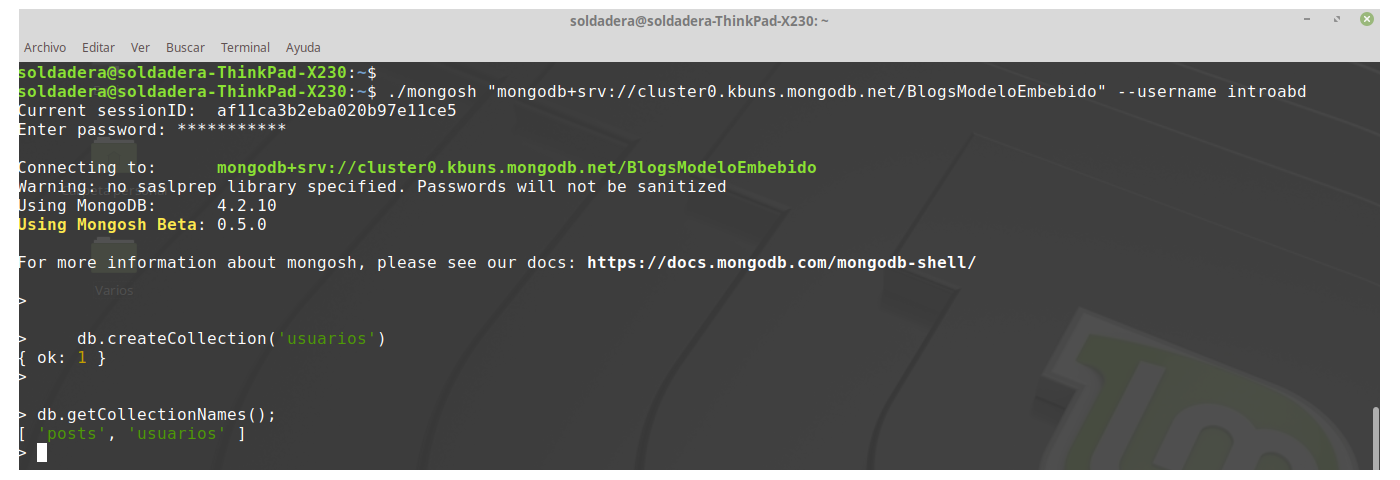 soldadera@soldadera-ThinkPad-X230: ~
Archivo Editar Ver Buscar Terminal Ayuda
soldadera@soldadera-ThinkPad-X230:~$
soldadera@soldadera-ThinkPad-X230:~$ ./mongosh "mongodb+srv://cluster0.kbuns.mongodb.net/BlogsModeloEmbebido" --username introabd
Current sessionID:  af11ca3b2eba020b97e11ce5
Enter password: ***********
Connecting to:      mongodb+srv://cluster0.kbuns.mongodb.net/BlogsModeloEmbebido
Warning: no saslprep library specified. Passwords will not be sanitized
Using MongoDB:      4.2.10
Using Mongosh Beta: 0.5.0
For more information about mongosh, please see our docs: https://docs.mongodb.com/mongodb-shell/
Varios
>
>     db.createCollection('usuarios')
{ ok: 1 }
>
> db.getCollectionNames();
[ 'posts', 'usuarios' ]
>